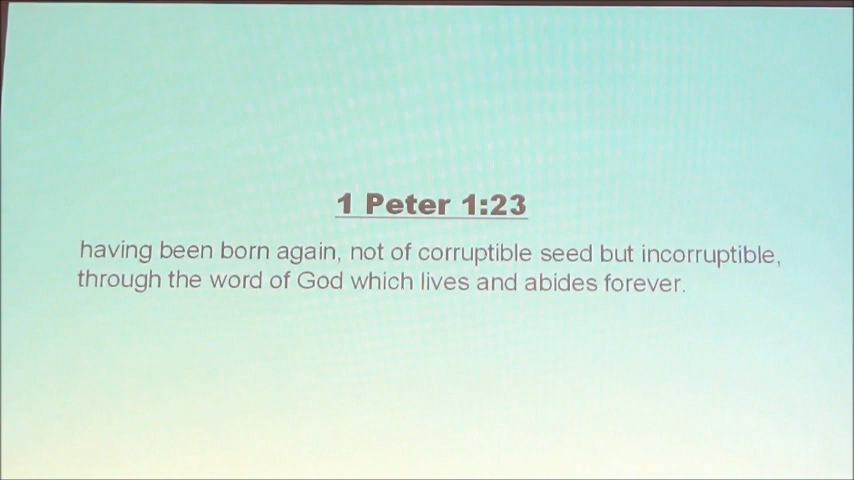 1 Peter 1:23
having been born again, not of corruptible seed but incorruptible,
through the word of God which lives and abides forever.